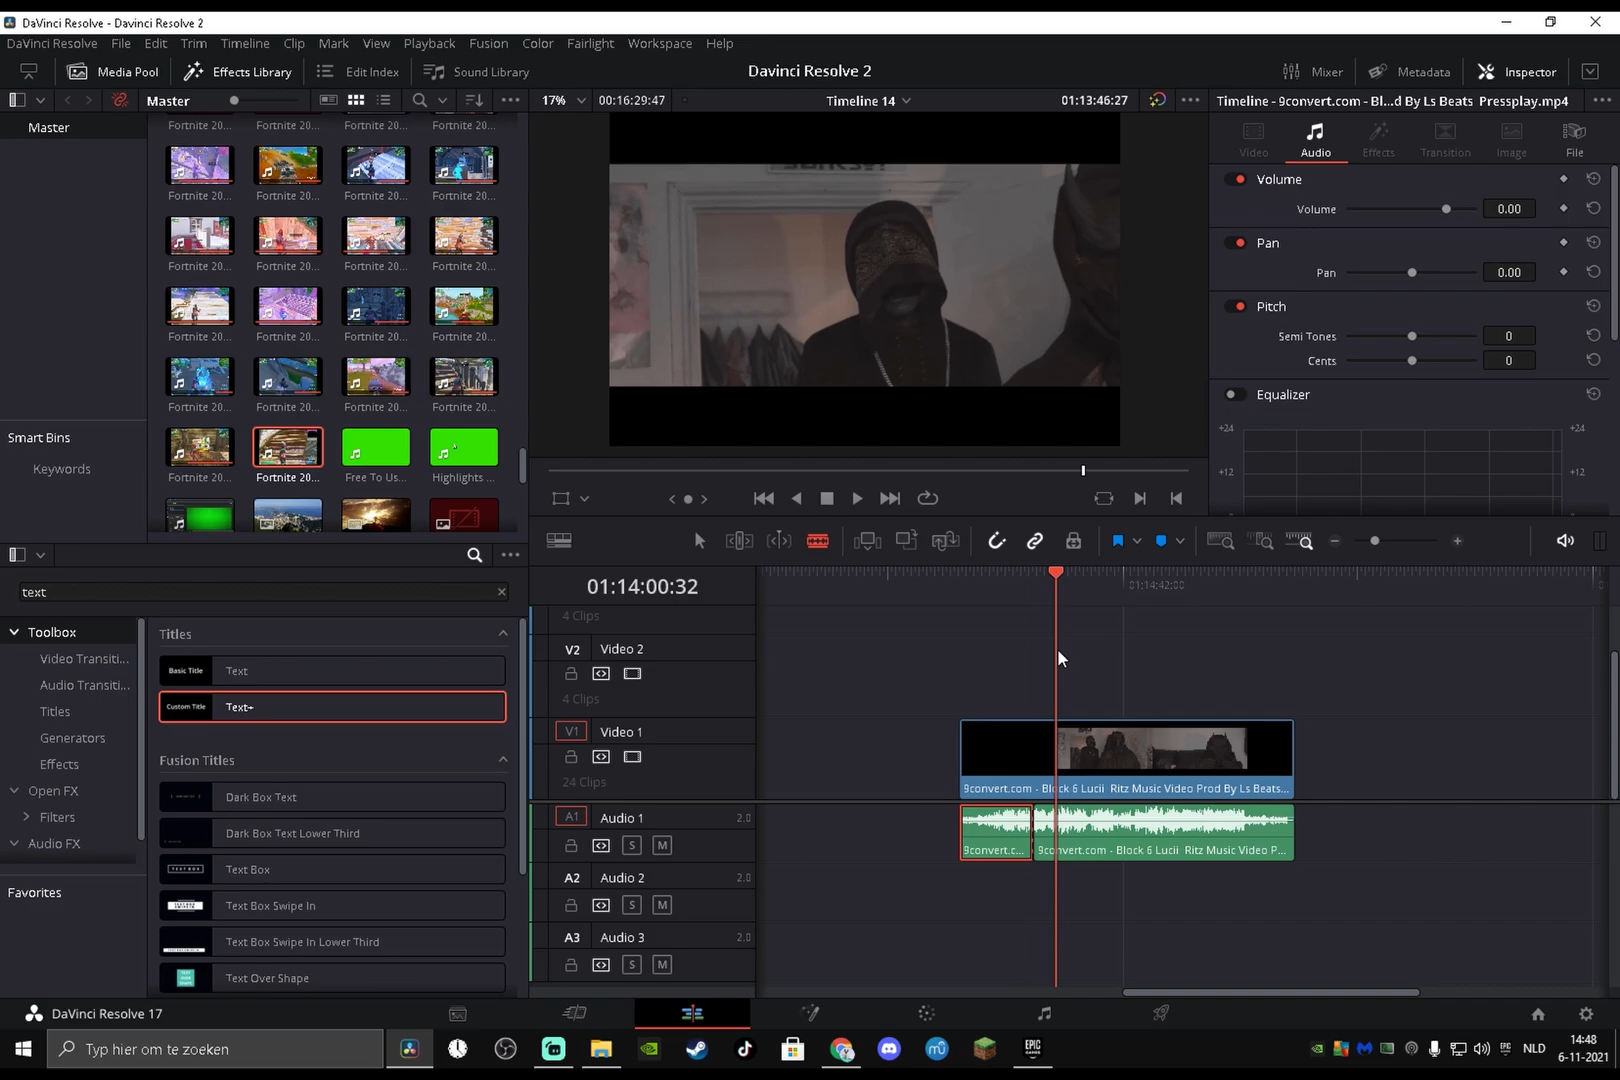 DaVinci Resolve - Davinci Resolve 2
DaVinci Resolve File Edit Trim Timeline Clip Mark View Playback Fusion Color Fairlight Workspace Help
Media Pool Effects Library Edit Index Sound Library Davinci Resolve 2 Mixer Metadata Inspector
Master 17% 00:16:29:47 Timeline 14 01:13:46:27 Timeline - 9convert.com - Bl...d By Ls Beats Pressplay.mp4
Master
Fortnite 20... Fortnite 20... Fortnite 20... Fortnite 20...
Video Audio Effects Transition Image File
Fortnite 20... Fortnite 20... Fortnite 20... Fortnite 20...
Volume
Volume 0.00
Pan
Fortnite 20... Fortnite 20... Fortnite 20... Fortnite 20...
Pan 0.00
Pitch
Fortnite 20... Fortnite 20... Fortnite 20... Fortnite 20...
Semi Tones 0
Cents 0
Equalizer
Fortnite 20... Fortnite 20... Fortnite 20... Fortnite 20...
+24 +24
Smart Bins
Keywords
Fortnite 20... Fortnite 20... Free To Us... Highlights ...
+12 +12
text
01:14:00:32
01:14:42:00
4 Clips
Toolbox
Video Transiti...
Audio Transiti...
Titles
Generators
Effects
Open FX
Filters
Audio FX
Favorites
Titles
Basic Title Text
Custom Title Text+
Fusion Titles
Dark Box Text
Dark Box Text Lower Third
TEXT BOX Text Box
Text Box Swipe In
Text Box Swipe In Lower Third
Text Over Shape
V2 Video 2
4 Clips
V1 Video 1
24 Clips
9convert.com - Block 6 Lucii Ritz Music Video Prod By Ls Beats...
A1 Audio 1 2.0
S M
9convert.c... 9convert.com - Block 6 Lucii Ritz Music Video P...
A2 Audio 2 2.0
S M
A3 Audio 3 2.0
S M
DaVinci Resolve 17
Typ hier om te zoeken
EPIC GAMES
NLD
14:48
6-11-2021